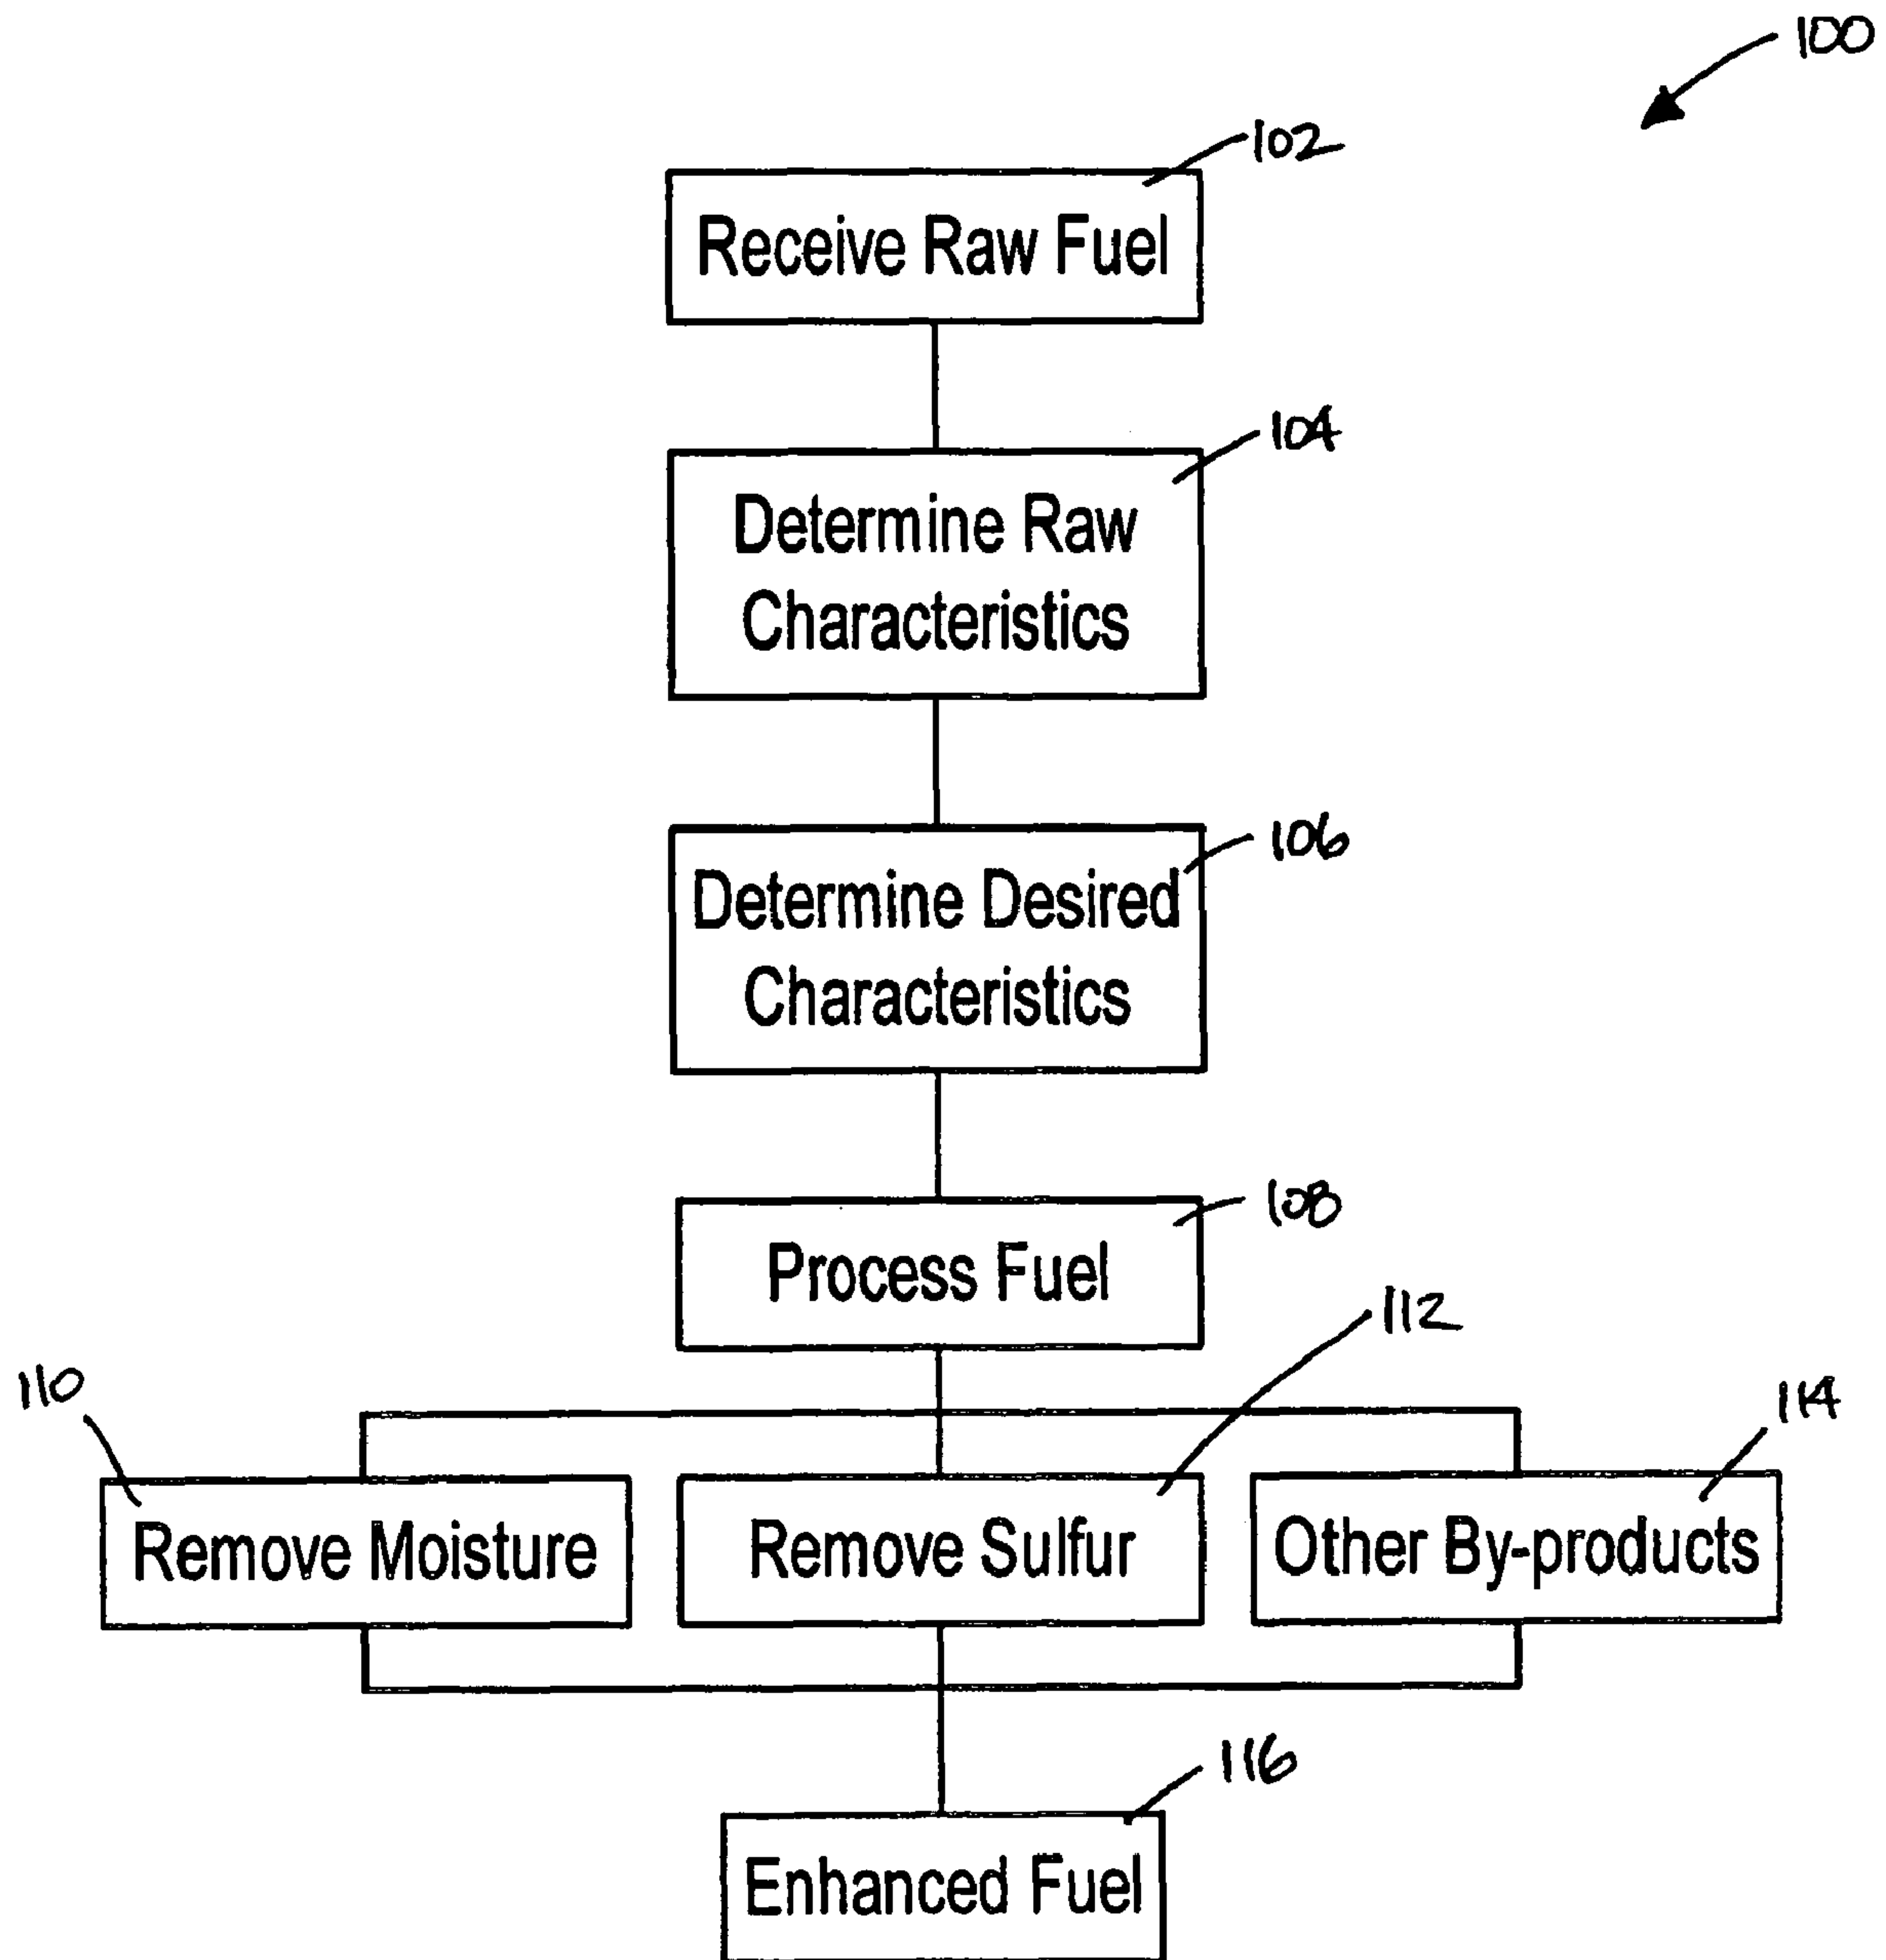 100
102
Receive Raw Fuel
104
Determine Raw
Characteristics
106
Determine Desired
Characteristics
108
Process Fuel
112
110
114
Remove Moisture
Remove Sulfur
Other By-products
116
Enhanced Fuel